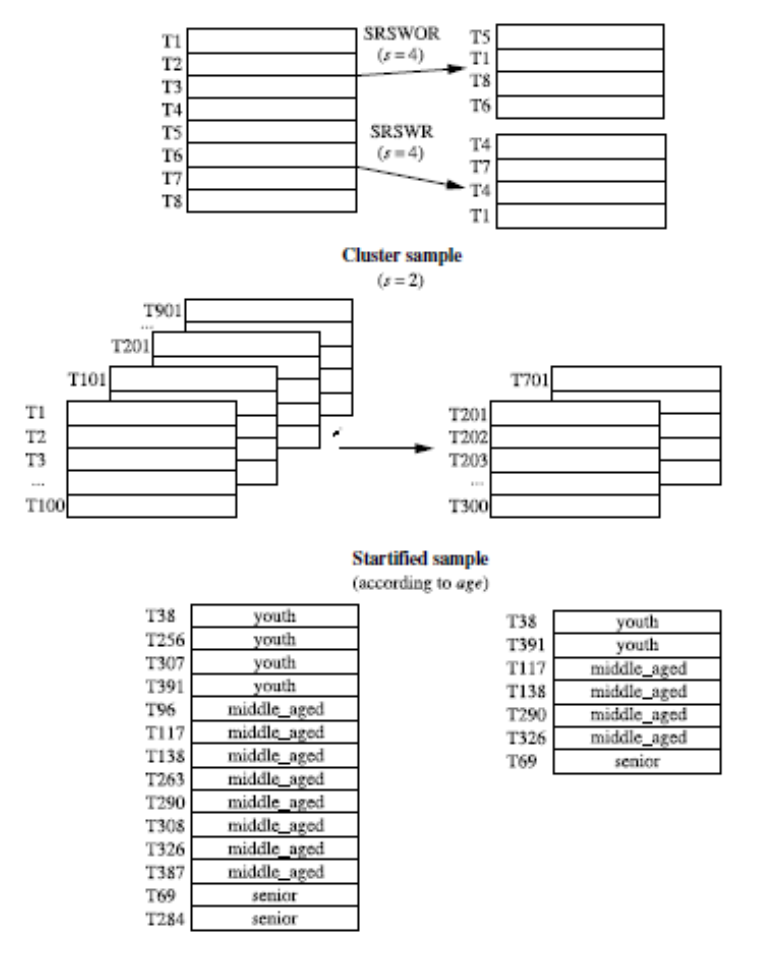 T1
T2
T3
T4
T5
T6
T7
T8
SRSWOR
(s = 4)
T5
T1
T8
T6
SRSWR
(s = 4)
T4
T7
T4
T1
Cluster sample
(s = 2)
T901
...
T201
T101
T1
T2
T3
...
T100
T701
T201
T202
T203
...
T300
Startified sample
(according to age)
T38 youth
T256 youth
T307 youth
T391 youth
T96 middle_aged
T117 middle_aged
T138 middle_aged
T263 middle_aged
T290 middle_aged
T308 middle_aged
T326 middle_aged
T387 middle_aged
T69 senior
T284 senior
T38 youth
T391 youth
T117 middle_aged
T138 middle_aged
T290 middle_aged
T326 middle_aged
T69 senior